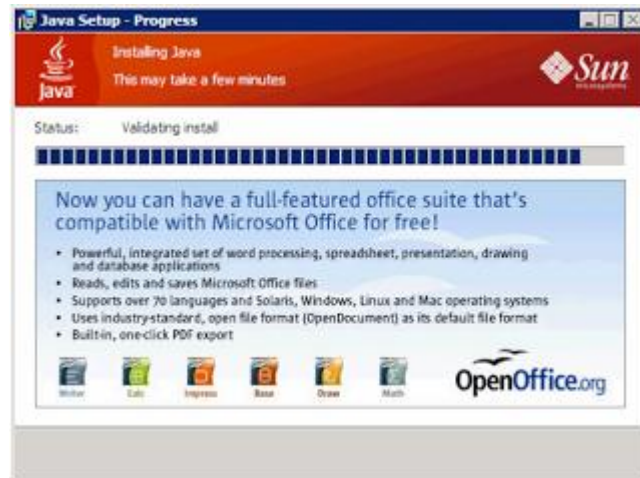 Java Setup - Progress
Installing Java
This may take a few minutes
Java
Sun
microsystems
Status: Validating install
Now you can have a full-featured office suite that's
compatible with Microsoft Office for free!
• Powerful, integrated set of word processing, spreadsheet, presentation, drawing
and database applications
• Reads, edits and saves Microsoft Office files
• Supports over 70 languages and Solaris, Windows, Linux and Mac operating systems
• Uses industry-standard, open file format (OpenDocument) as its default file format
• Built-in, one-click PDF export
Writer Calc Impress Base Draw Math
OpenOffice.org